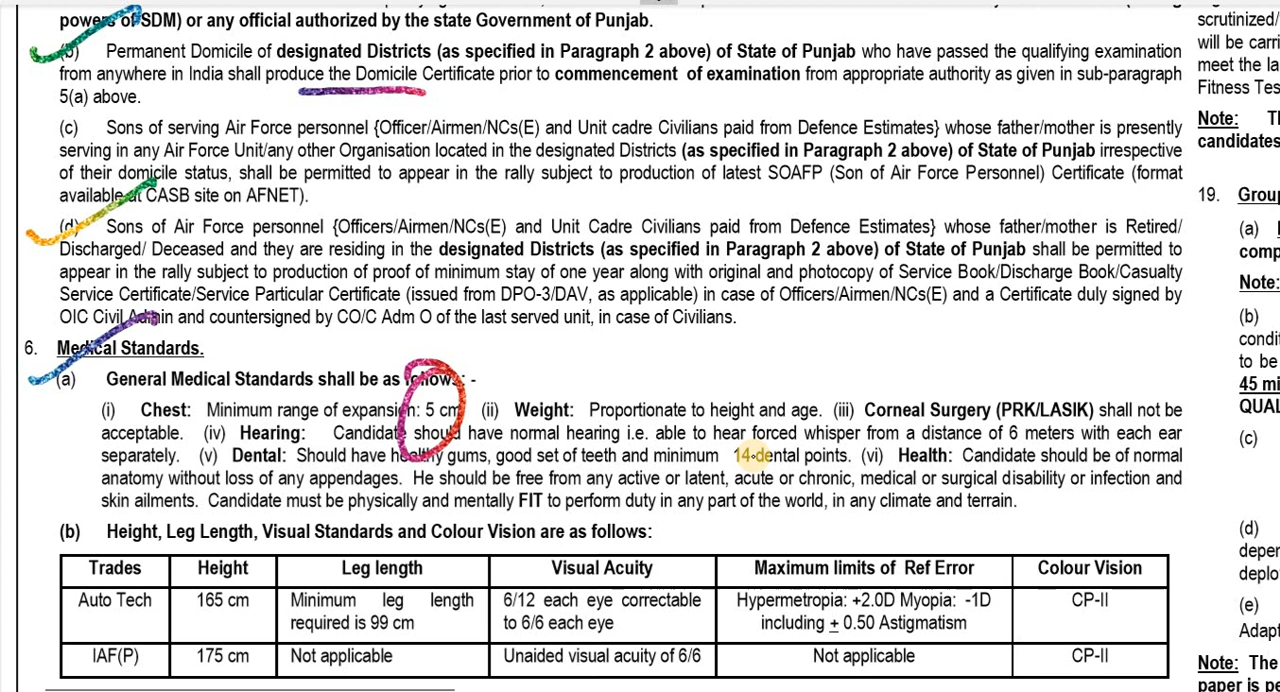 powers of SDM) or any official authorized by the state Government of Punjab.
(b) Permanent Domicile of designated Districts (as specified in Paragraph 2 above) of State of Punjab who have passed the qualifying examination
from anywhere in India shall produce the Domicile Certificate prior to commencement of examination from appropriate authority as given in sub-paragraph
5(a) above.
(c) Sons of serving Air Force personnel {Officer/Airmen/NCs(E) and Unit cadre Civilians paid from Defence Estimates} whose father/mother is presently
serving in any Air Force Unit/any other Organisation located in the designated Districts (as specified in Paragraph 2 above) of State of Punjab irrespective
of their domicile status, shall be permitted to appear in the rally subject to production of latest SOAFP (Son of Air Force Personnel) Certificate (format
available at CASB site on AFNET).
(d) Sons of Air Force personnel {Officers/Airmen/NCs(E) and Unit Cadre Civilians paid from Defence Estimates} whose father/mother is Retired/
Discharged/ Deceased and they are residing in the designated Districts (as specified in Paragraph 2 above) of State of Punjab shall be permitted to
appear in the rally subject to production of proof of minimum stay of one year along with original and photocopy of Service Book/Discharge Book/Casualty
Service Certificate/Service Particular Certificate (issued from DPO-3/DAV, as applicable) in case of Officers/Airmen/NCs(E) and a Certificate duly signed by
OIC Civil Admin and countersigned by CO/C Adm O of the last served unit, in case of Civilians.
6. Medical Standards.
(a) General Medical Standards shall be as follows: -
(i) Chest: Minimum range of expansion: 5 cm (ii) Weight: Proportionate to height and age. (iii) Corneal Surgery (PRK/LASIK) shall not be
acceptable. (iv) Hearing: Candidate should have normal hearing i.e. able to hear forced whisper from a distance of 6 meters with each ear
separately. (v) Dental: Should have healthy gums, good set of teeth and minimum 14 dental points. (vi) Health: Candidate should be of normal
anatomy without loss of any appendages. He should be free from any active or latent, acute or chronic, medical or surgical disability or infection and
skin ailments. Candidate must be physically and mentally FIT to perform duty in any part of the world, in any climate and terrain.
(b) Height, Leg Length, Visual Standards and Colour Vision are as follows:
Trades Height Leg length Visual Acuity Maximum limits of Ref Error Colour Vision
Auto Tech 165 cm Minimum leg length 6/12 each eye correctable Hypermetropia: +2.0D Myopia: -1D CP-II
required is 99 cm to 6/6 each eye including ± 0.50 Astigmatism
IAF(P) 175 cm Not applicable Unaided visual acuity of 6/6 Not applicable CP-II
scrutinized/
will be carri
meet the la
Fitness Tes
Note: Th
candidates
19. Group
(a)
comp
Note:
(b)
condit
to be
45 mi
QUAL
(c)
(d)
deper
deplo
(e)
Adapt
Note: The
paper is pe